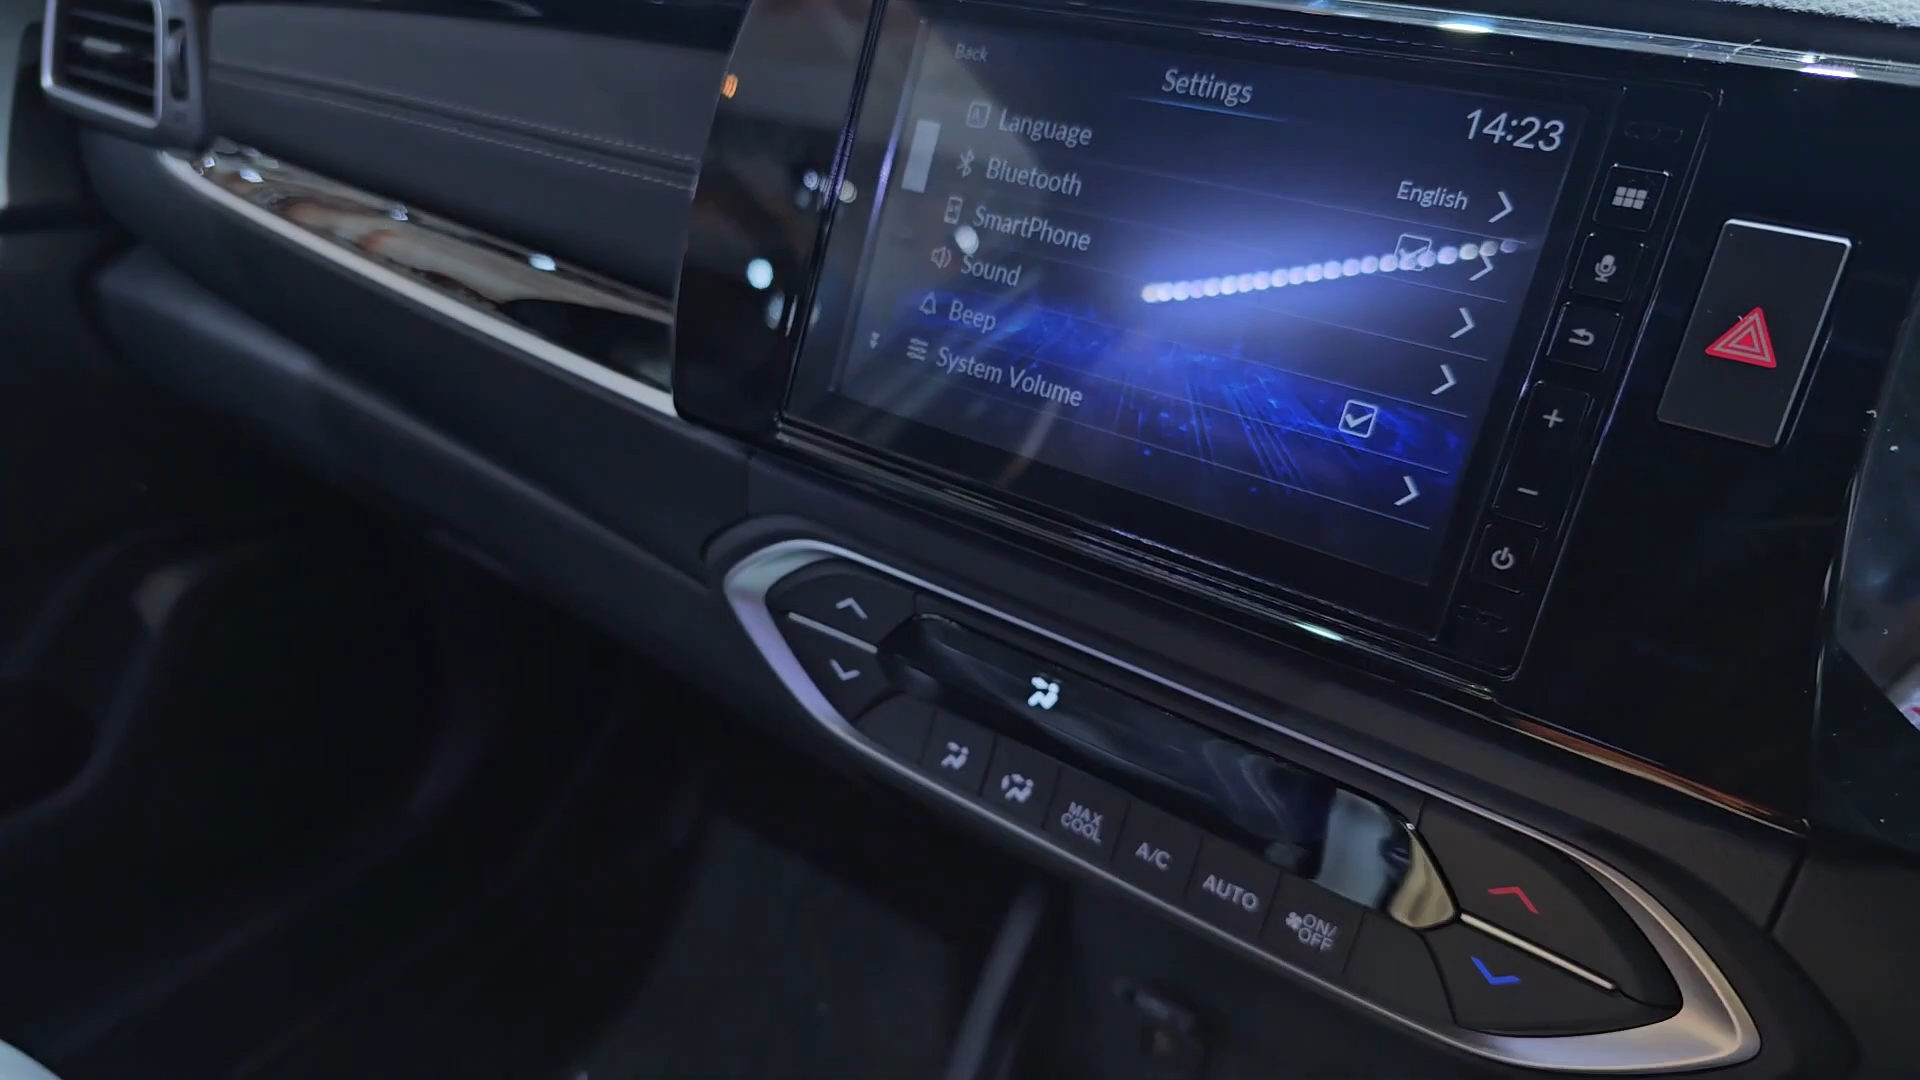 Back
Settings
14:23
Language
English
Bluetooth
SmartPhone
Sound
Beep
System Volume
MAX
COOL
A/C
AUTO
ON/
OFF